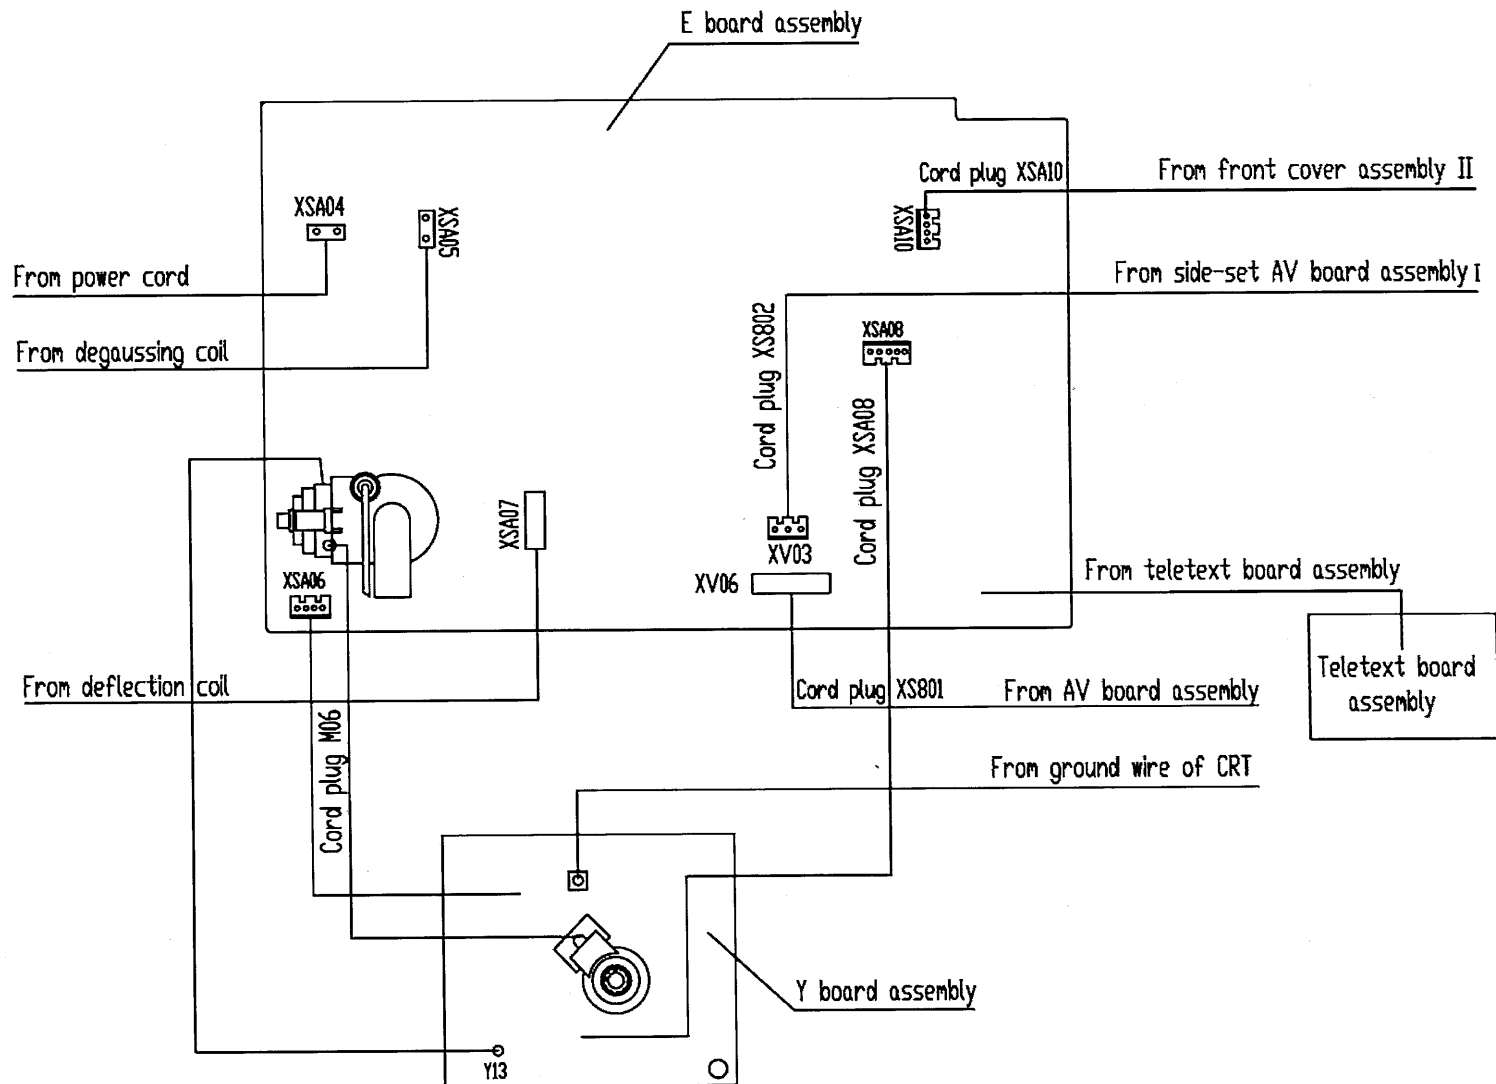 E board assembly
Cord plug XSA10
From front cover assembly II
XSA04
XSA05
XSA10
From power cord
From side-set AV board assembly I
Cord plug XS802
XSA08
From degaussing coil
Cord plug XSA08
XSA07
XV03
XSA06
XV06
From teletext board assembly
Teletext board
assembly
From deflection coil
Cord plug XS801
From AV board assembly
Cord plug M06
From ground wire of CRT
Y board assembly
Y13